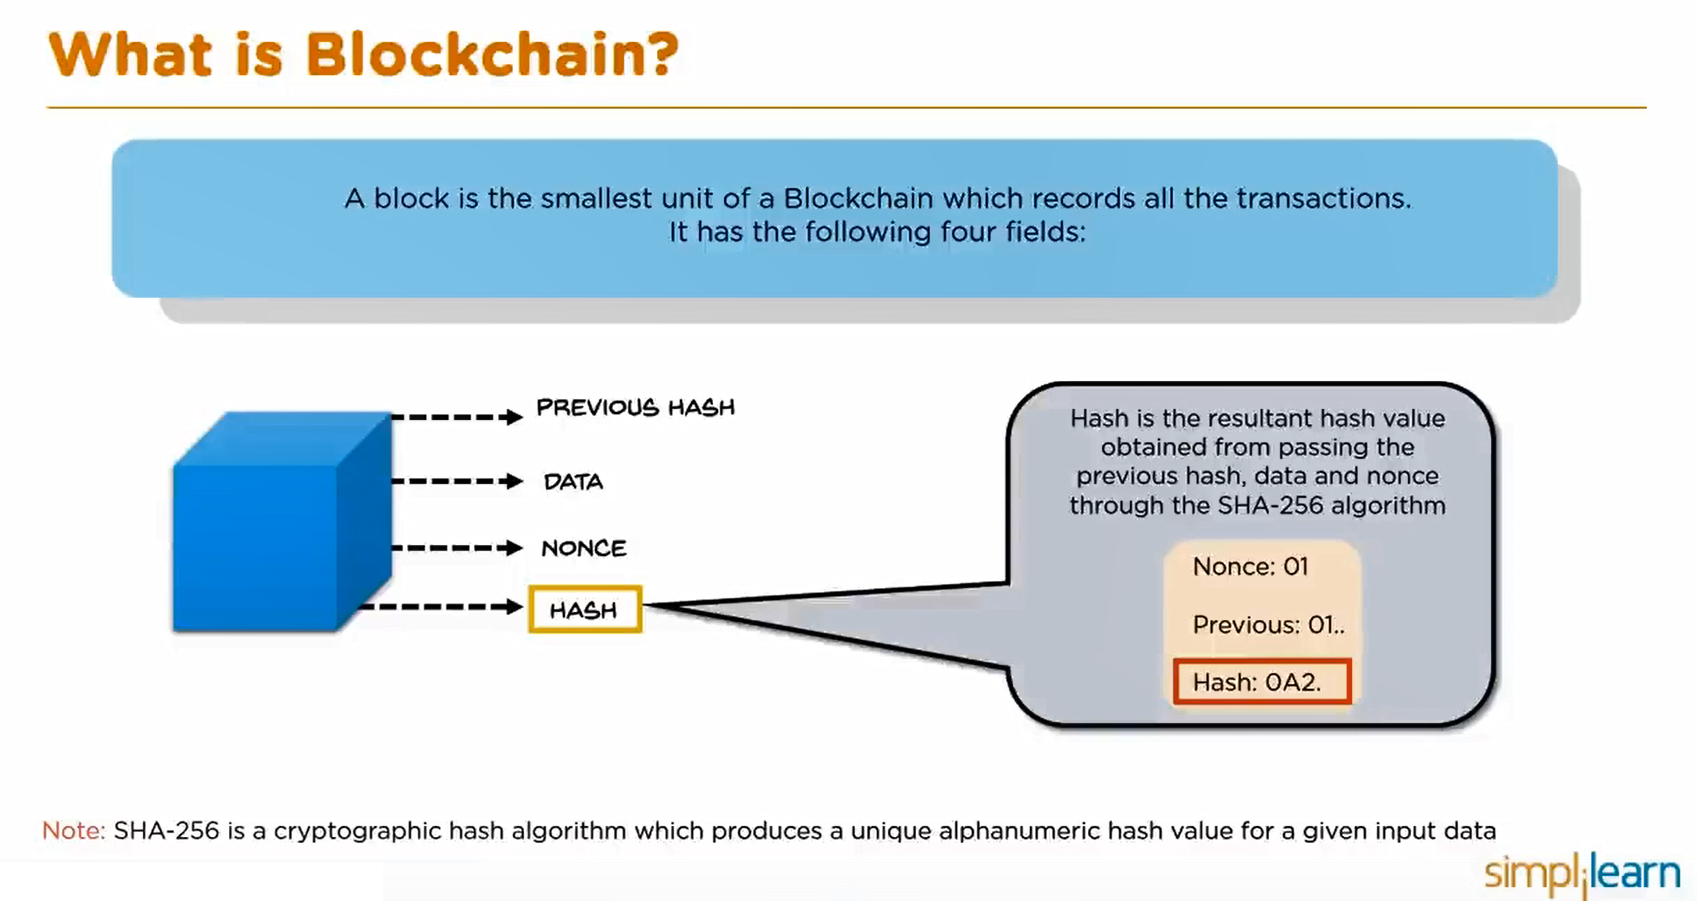 What is Blockchain?
A block is the smallest unit of a Blockchain which records all the transactions.
It has the following four fields:
PREVIOUS HASH
DATA
NONCE
HASH
Hash is the resultant hash value
obtained from passing the
previous hash, data and nonce
through the SHA-256 algorithm
Nonce: 01
Previous: 01..
Hash: 0A2.
Note: SHA-256 is a cryptographic hash algorithm which produces a unique alphanumeric hash value for a given input data
simplilearn